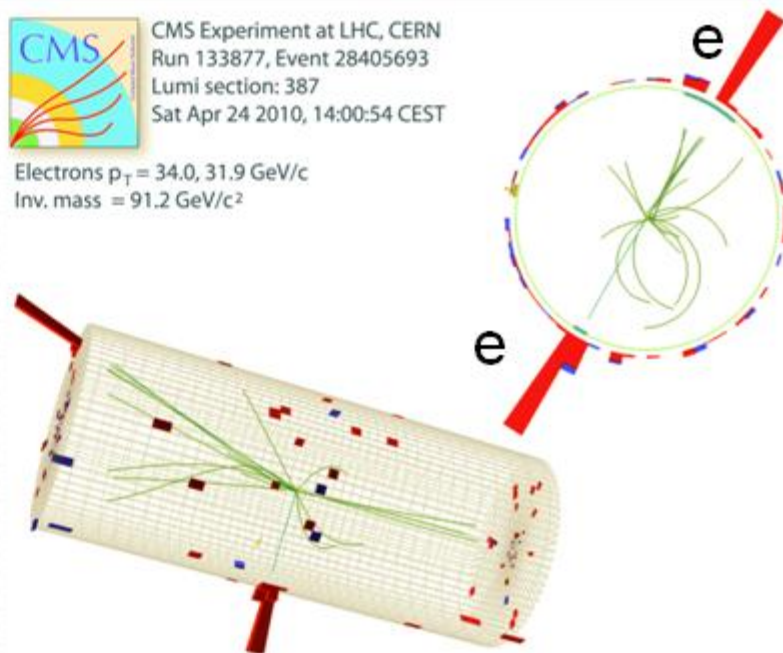 CMS
CMS Experiment at LHC, CERN
Run 133877, Event 28405693
Lumi section: 387
Sat Apr 24 2010, 14:00:54 CEST
Electrons pT = 34.0, 31.9 GeV/c
Inv. mass = 91.2 GeV/c²
e
e